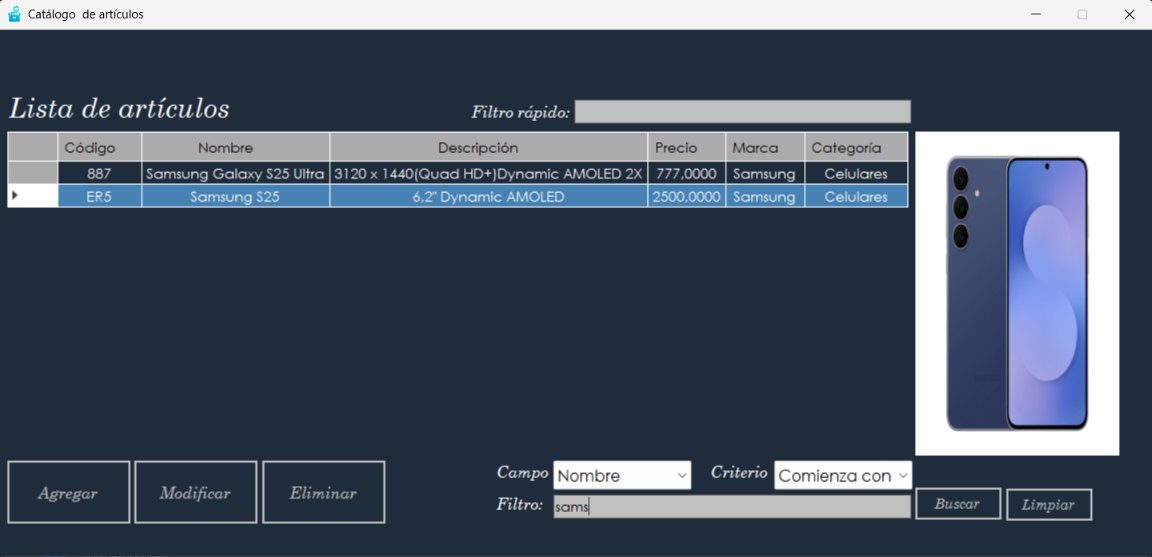 Catálogo  de artículos
Lista de artículos
Filtro rápido:
Código Nombre Descripción Precio Marca Categoría
887 Samsung Galaxy S25 Ultra 3120 x 1440(Quad HD+)Dynamic AMOLED 2X 777,0000 Samsung Celulares
ER5 Samsung S25 6,2" Dynamic AMOLED 2500,0000 Samsung Celulares
Agregar Modificar Eliminar
Campo Nombre Criterio Comienza con
Filtro: sams Buscar Limpiar